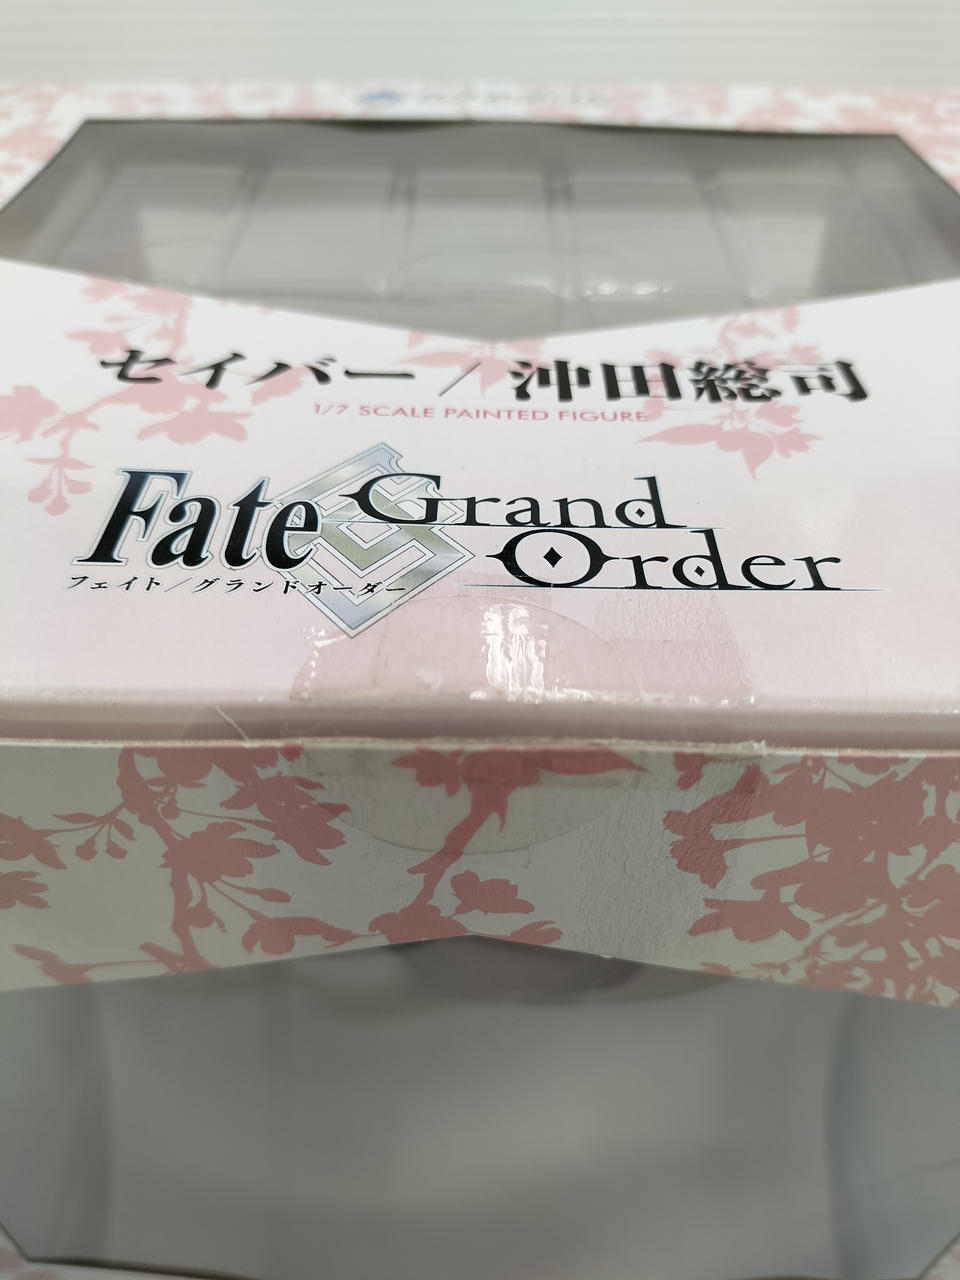 セイバー / 沖田総司
1/7 SCALE PAINTED FIGURE
Fate Grand Order
フェイト/グランドオーダー